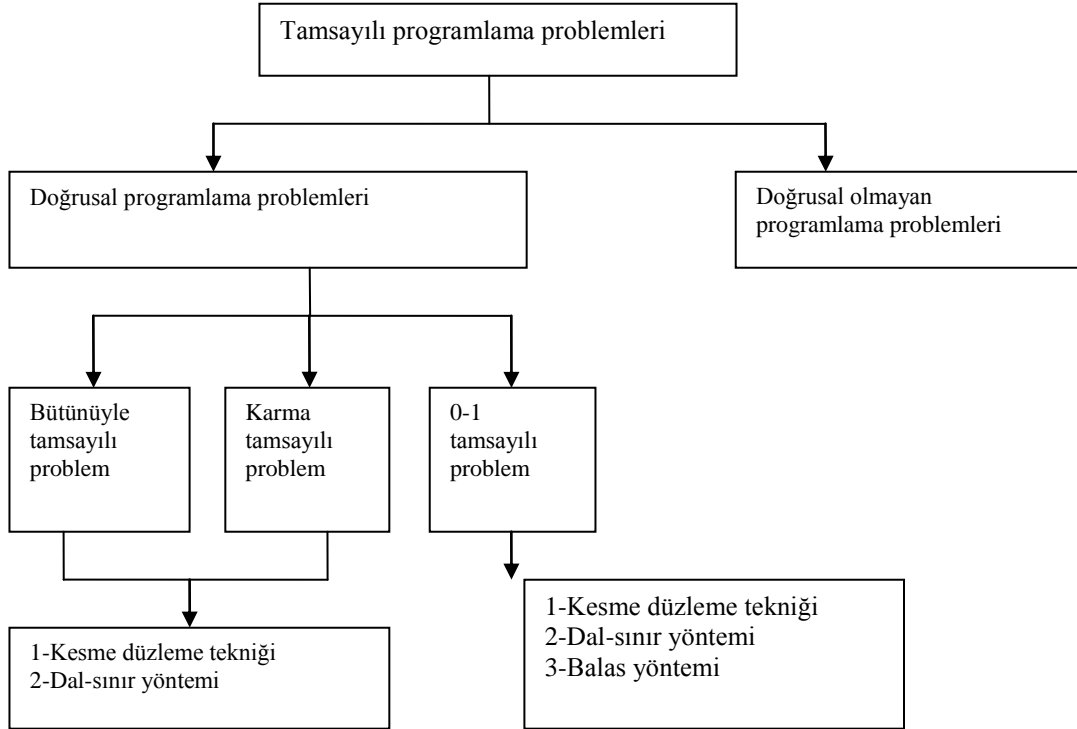 Tamsayılı programlama problemleri
Doğrusal programlama problemleri
Doğrusal olmayan
programlama problemleri
Bütünüyle
tamsayılı
problem
Karma
tamsayılı
problem
0-1
tamsayılı
problem
1-Kesme düzleme tekniği
2-Dal-sınır yöntemi
1-Kesme düzleme tekniği
2-Dal-sınır yöntemi
3-Balas yöntemi